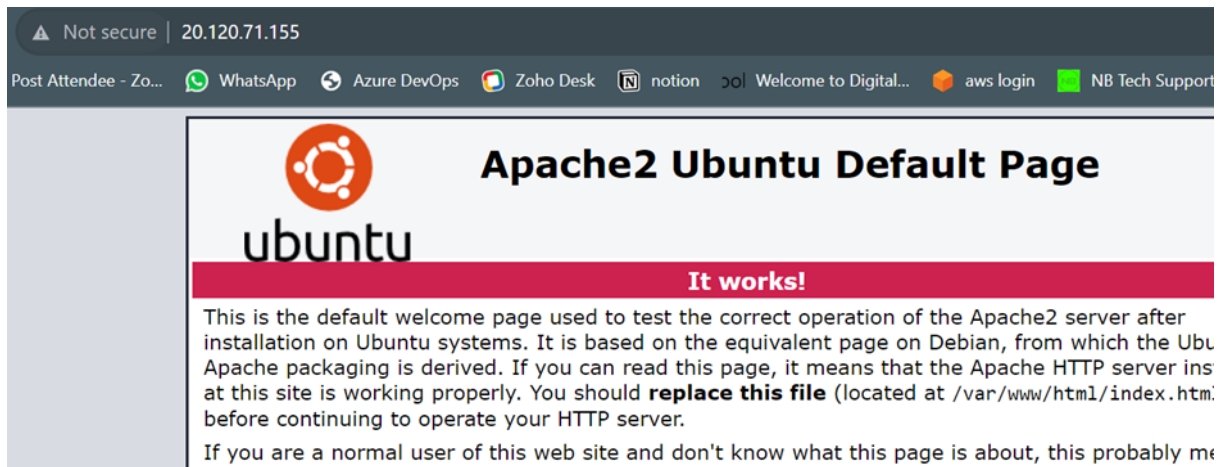 Not secure | 20.120.71.155
Post Attendee - Zo... WhatsApp Azure DevOps Zoho Desk notion Welcome to Digital... aws login NB Tech Support
Apache2 Ubuntu Default Page
ubuntu
It works!
This is the default welcome page used to test the correct operation of the Apache2 server after
installation on Ubuntu systems. It is based on the equivalent page on Debian, from which the Ubu
Apache packaging is derived. If you can read this page, it means that the Apache HTTP server ins
at this site is working properly. You should replace this file (located at /var/www/html/index.html
before continuing to operate your HTTP server.
If you are a normal user of this web site and don't know what this page is about, this probably me